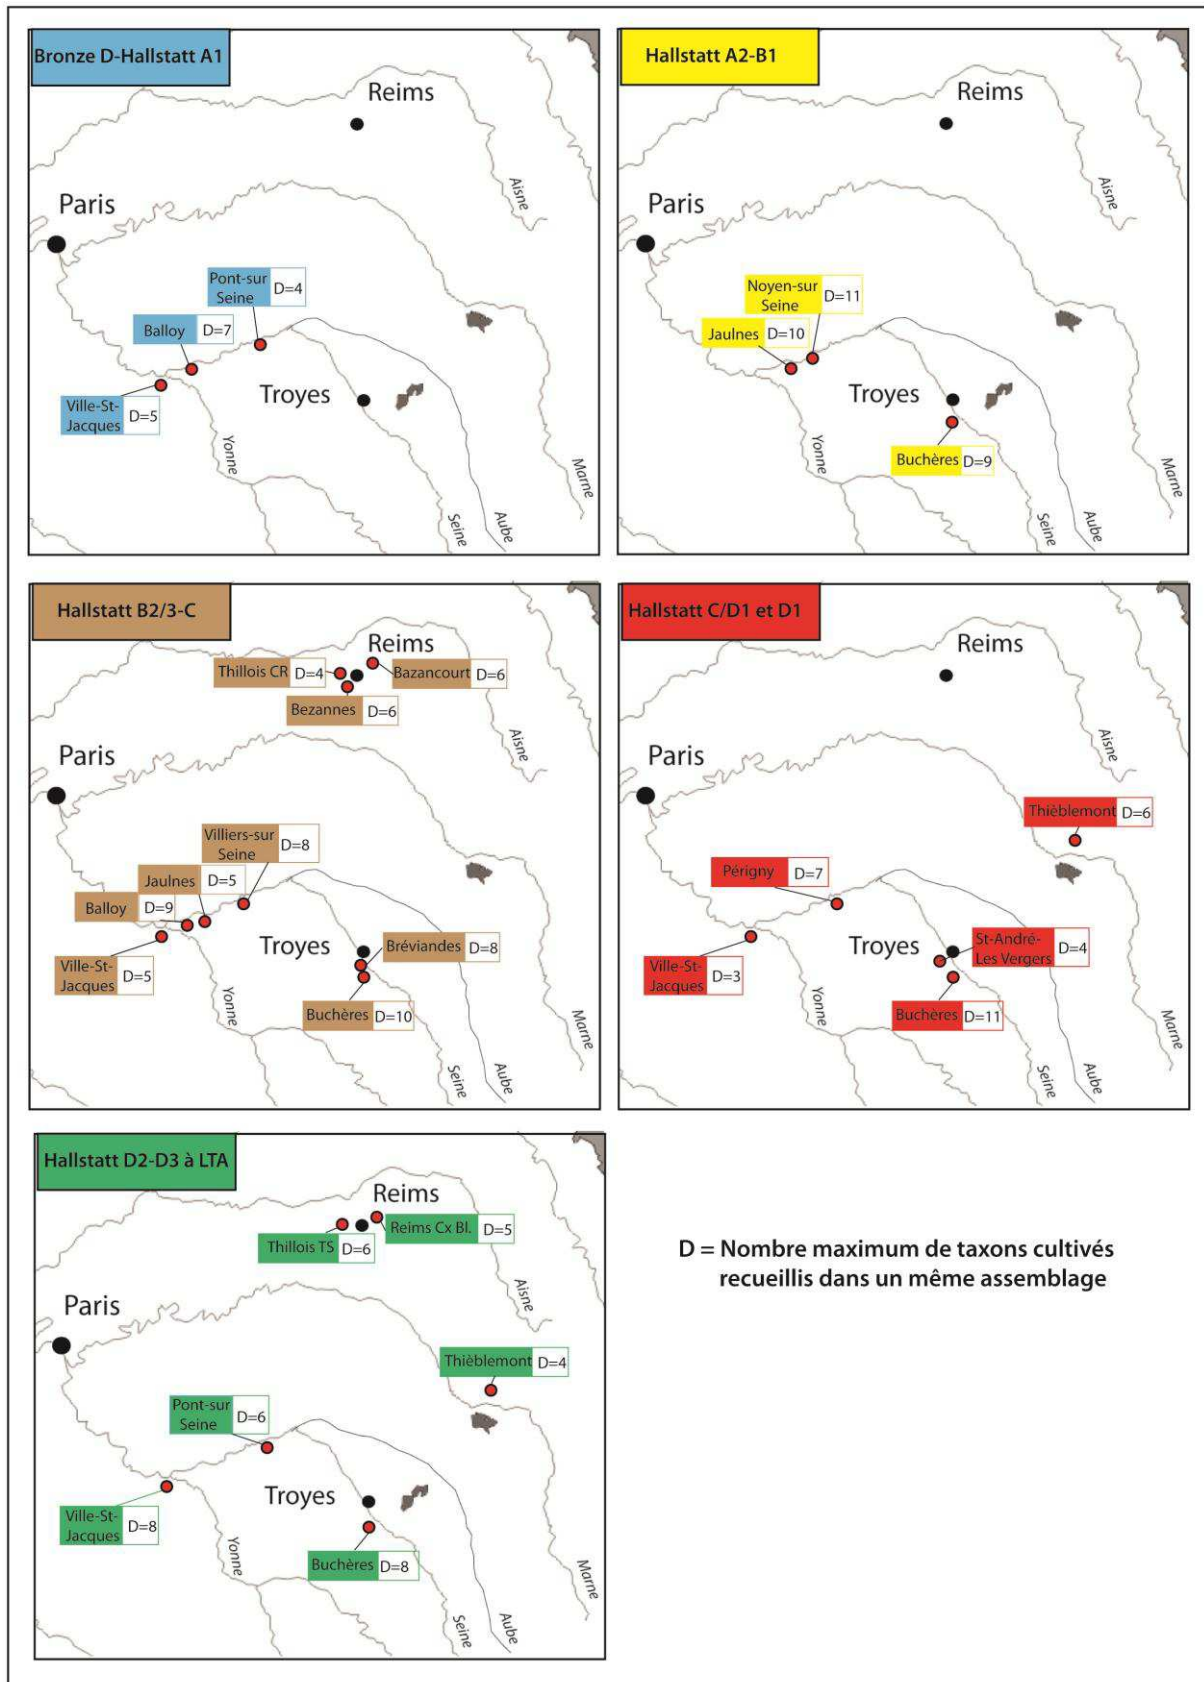 Bronze D-Hallstatt A1
Reims
Aisne
Paris
Pont-sur
Seine
D=4
Balloy
D=7
Troyes
Ville-St-
Jacques
D=5
Yonne
Marne
Seine
Aube
Hallstatt A2-B1
Reims
Aisne
Paris
Noyen-sur
Seine
D=11
Jaulnes
D=10
Troyes
Buchères
D=9
Yonne
Marne
Seine
Aube
Hallstatt B2/3-C
Reims
Thillois CR
D=4
Bazancourt
D=6
Bezannes
D=6
Aisne
Paris
Villiers-sur
Seine
D=8
Jaulnes
D=5
Balloy
D=9
Troyes
Bréviandes
D=8
Ville-St-
Jacques
D=5
Buchères
D=10
Yonne
Marne
Seine
Aube
Hallstatt C/D1 et D1
Reims
Aisne
Paris
Thièblemont
D=6
Périgny
D=7
Troyes
St-André-
Les Vergers
D=4
Ville-St-
Jacques
D=3
Buchères
D=11
Yonne
Marne
Seine
Aube
Hallstatt D2-D3 à LTA
Reims
Reims Cx Bl.
D=5
Thillois TS
D=6
Aisne
Paris
Thièblemont
D=4
Pont-sur
Seine
D=6
Troyes
Ville-St-
Jacques
D=8
Buchères
D=8
Yonne
Marne
Seine
Aube
D = Nombre maximum de taxons cultivés
recueillis dans un même assemblage